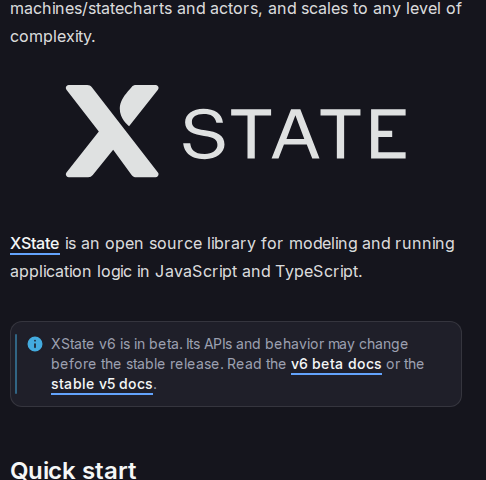 machines/statecharts and actors, and scales to any level of
complexity.
X STATE
XState is an open source library for modeling and running
application logic in JavaScript and TypeScript.
XState v6 is in beta. Its APIs and behavior may change
before the stable release. Read the v6 beta docs or the
stable v5 docs.
Quick start